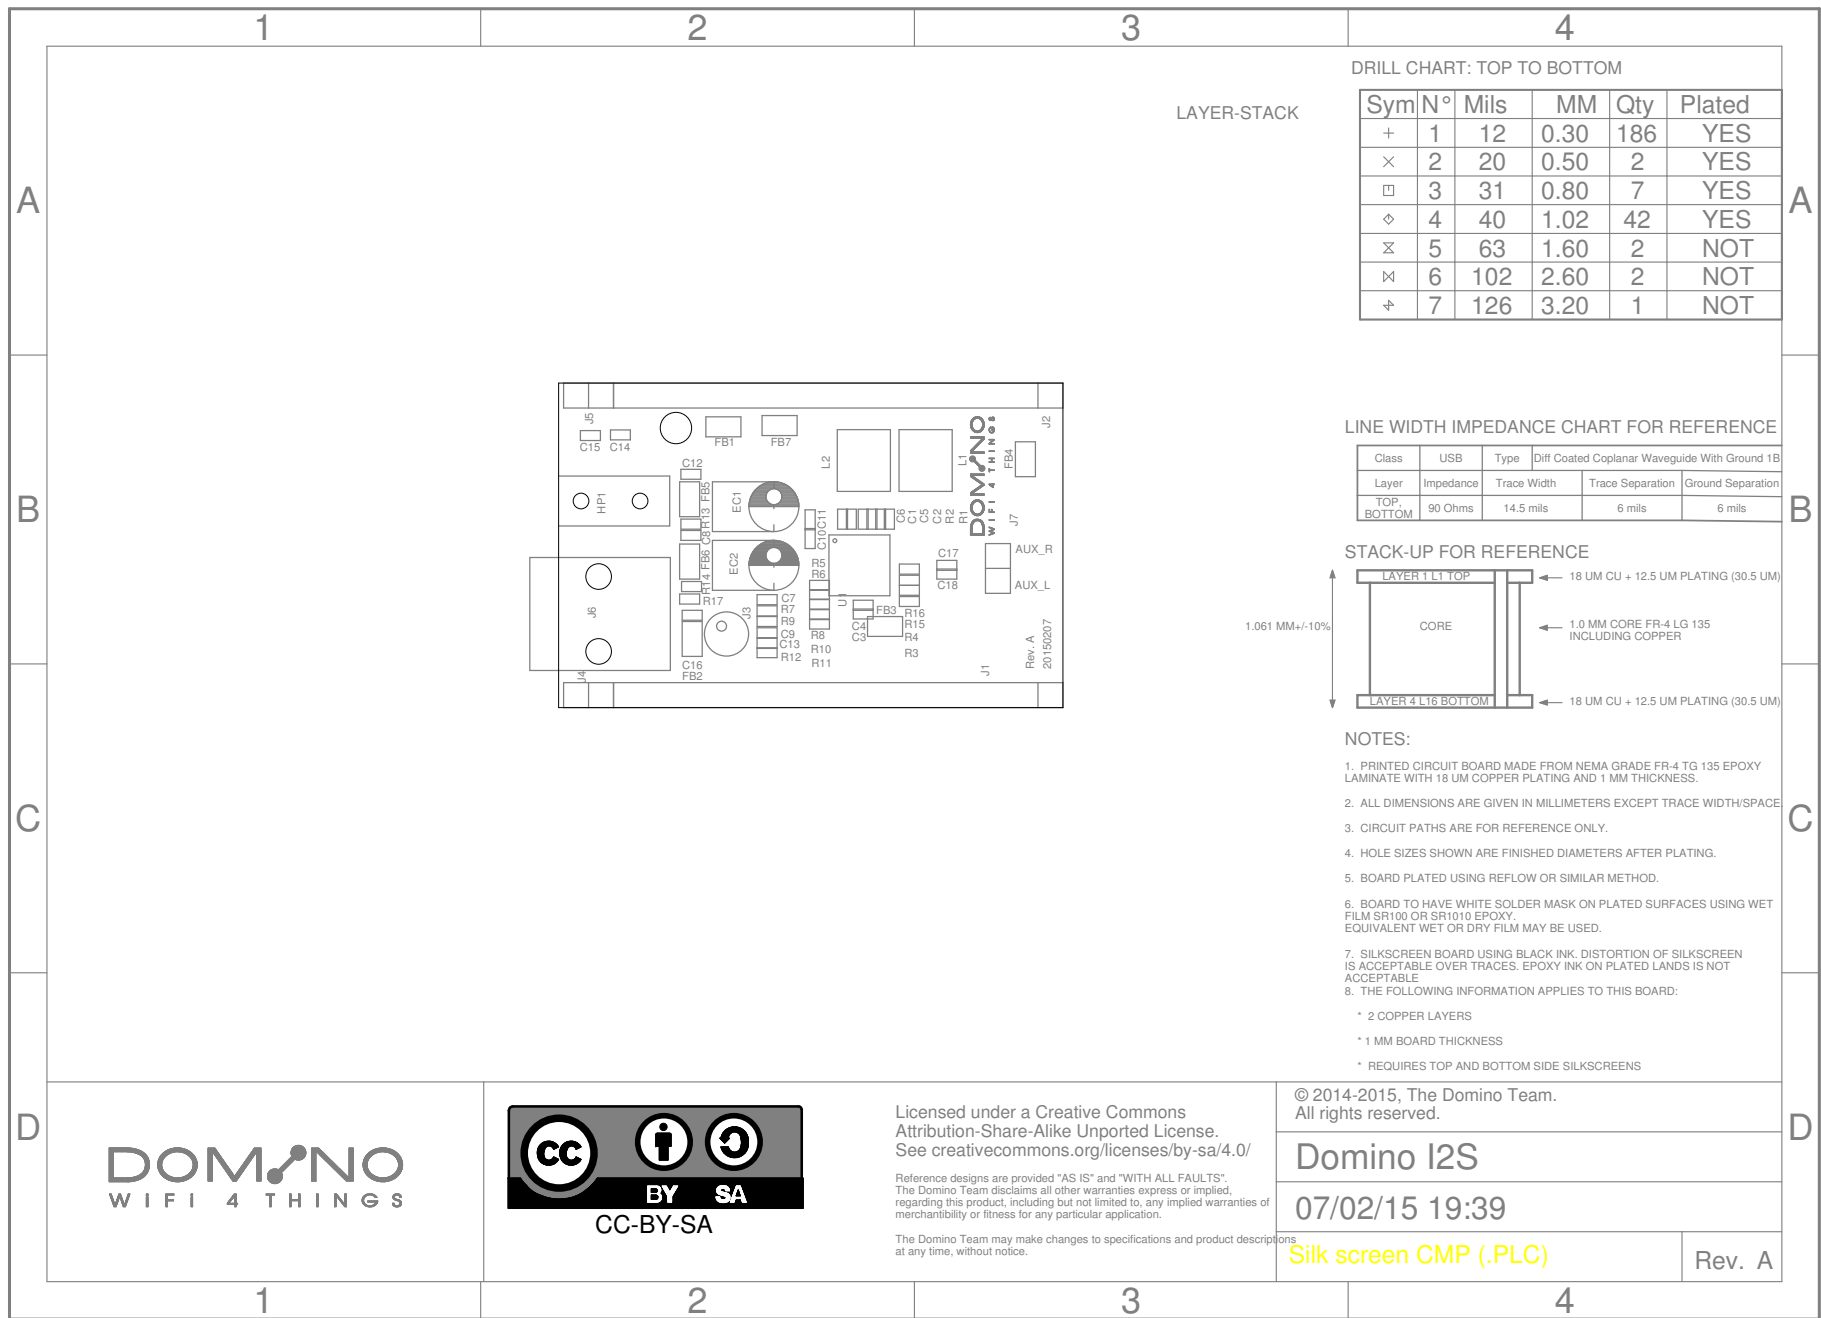 1 2 3 4
A
B
C
D
A
B
C
D
LAYER-STACK
DRILL CHART: TOP TO BOTTOM
Sym N° Mils MM Qty Plated
1 12 0.30 186 YES
2 20 0.50 2 YES
3 31 0.80 7 YES
4 40 1.02 42 YES
5 63 1.60 2 NOT
6 102 2.60 2 NOT
7 126 3.20 1 NOT
J5
C15 C14
FB1
FB7
L2
L1
DOMINO
WIFI 4 THINGS
FB4
J2
C12
FB5
HP1
R13
C8
FB6
R14
R17
EC1
EC2
C11
C10
C6
C1
C5
C2
R2
R1
J7
AUX_R
AUX_L
C17
C18
R5
R6
U1
J6
J4
J3
C16
FB2
C7
R7
R9
C9
C13
R12
R8
R10
R11
C4
C3
FB3
R16
R15
R4
R3
J1
Rev. A
20150207
LINE WIDTH IMPEDANCE CHART FOR REFERENCE
Class USB Type Diff Coated Coplanar Waveguide With Ground 1B
Layer Impedance Trace Width Trace Separation Ground Separation
TOP, BOTTOM 90 Ohms 14.5 mils 6 mils 6 mils
STACK-UP FOR REFERENCE
LAYER 1 L1 TOP
18 UM CU + 12.5 UM PLATING (30.5 UM)
1.061 MM+/-10%
CORE
1.0 MM CORE FR-4 LG 135
INCLUDING COPPER
LAYER 4 L16 BOTTOM
18 UM CU + 12.5 UM PLATING (30.5 UM)
NOTES:
1. PRINTED CIRCUIT BOARD MADE FROM NEMA GRADE FR-4 TG 135 EPOXY
LAMINATE WITH 18 UM COPPER PLATING AND 1 MM THICKNESS.
2. ALL DIMENSIONS ARE GIVEN IN MILLIMETERS EXCEPT TRACE WIDTH/SPACE
3. CIRCUIT PATHS ARE FOR REFERENCE ONLY.
4. HOLE SIZES SHOWN ARE FINISHED DIAMETERS AFTER PLATING.
5. BOARD PLATED USING REFLOW OR SIMILAR METHOD.
6. BOARD TO HAVE WHITE SOLDER MASK ON PLATED SURFACES USING WET
FILM SR100 OR SR1010 EPOXY.
EQUIVALENT WET OR DRY FILM MAY BE USED.
7. SILKSCREEN BOARD USING BLACK INK. DISTORTION OF SILKSCREEN
IS ACCEPTABLE OVER TRACES. EPOXY INK ON PLATED LANDS IS NOT
ACCEPTABLE
8. THE FOLLOWING INFORMATION APPLIES TO THIS BOARD:
* 2 COPPER LAYERS
* 1 MM BOARD THICKNESS
* REQUIRES TOP AND BOTTOM SIDE SILKSCREENS
DOMINO
WIFI 4 THINGS
cc
BY SA
CC-BY-SA
Licensed under a Creative Commons
Attribution-Share-Alike Unported License.
See creativecommons.org/licenses/by-sa/4.0/
Reference designs are provided "AS IS" and "WITH ALL FAULTS".
The Domino Team disclaims all other warranties express or implied,
regarding this product, including but not limited to, any implied warranties of
merchantibility or fitness for any particular application.
The Domino Team may make changes to specifications and product descriptions
at any time, without notice.
© 2014-2015, The Domino Team.
All rights reserved.
Domino I2S
07/02/15 19:39
Silk screen CMP (.PLC)
Rev. A
1 2 3 4